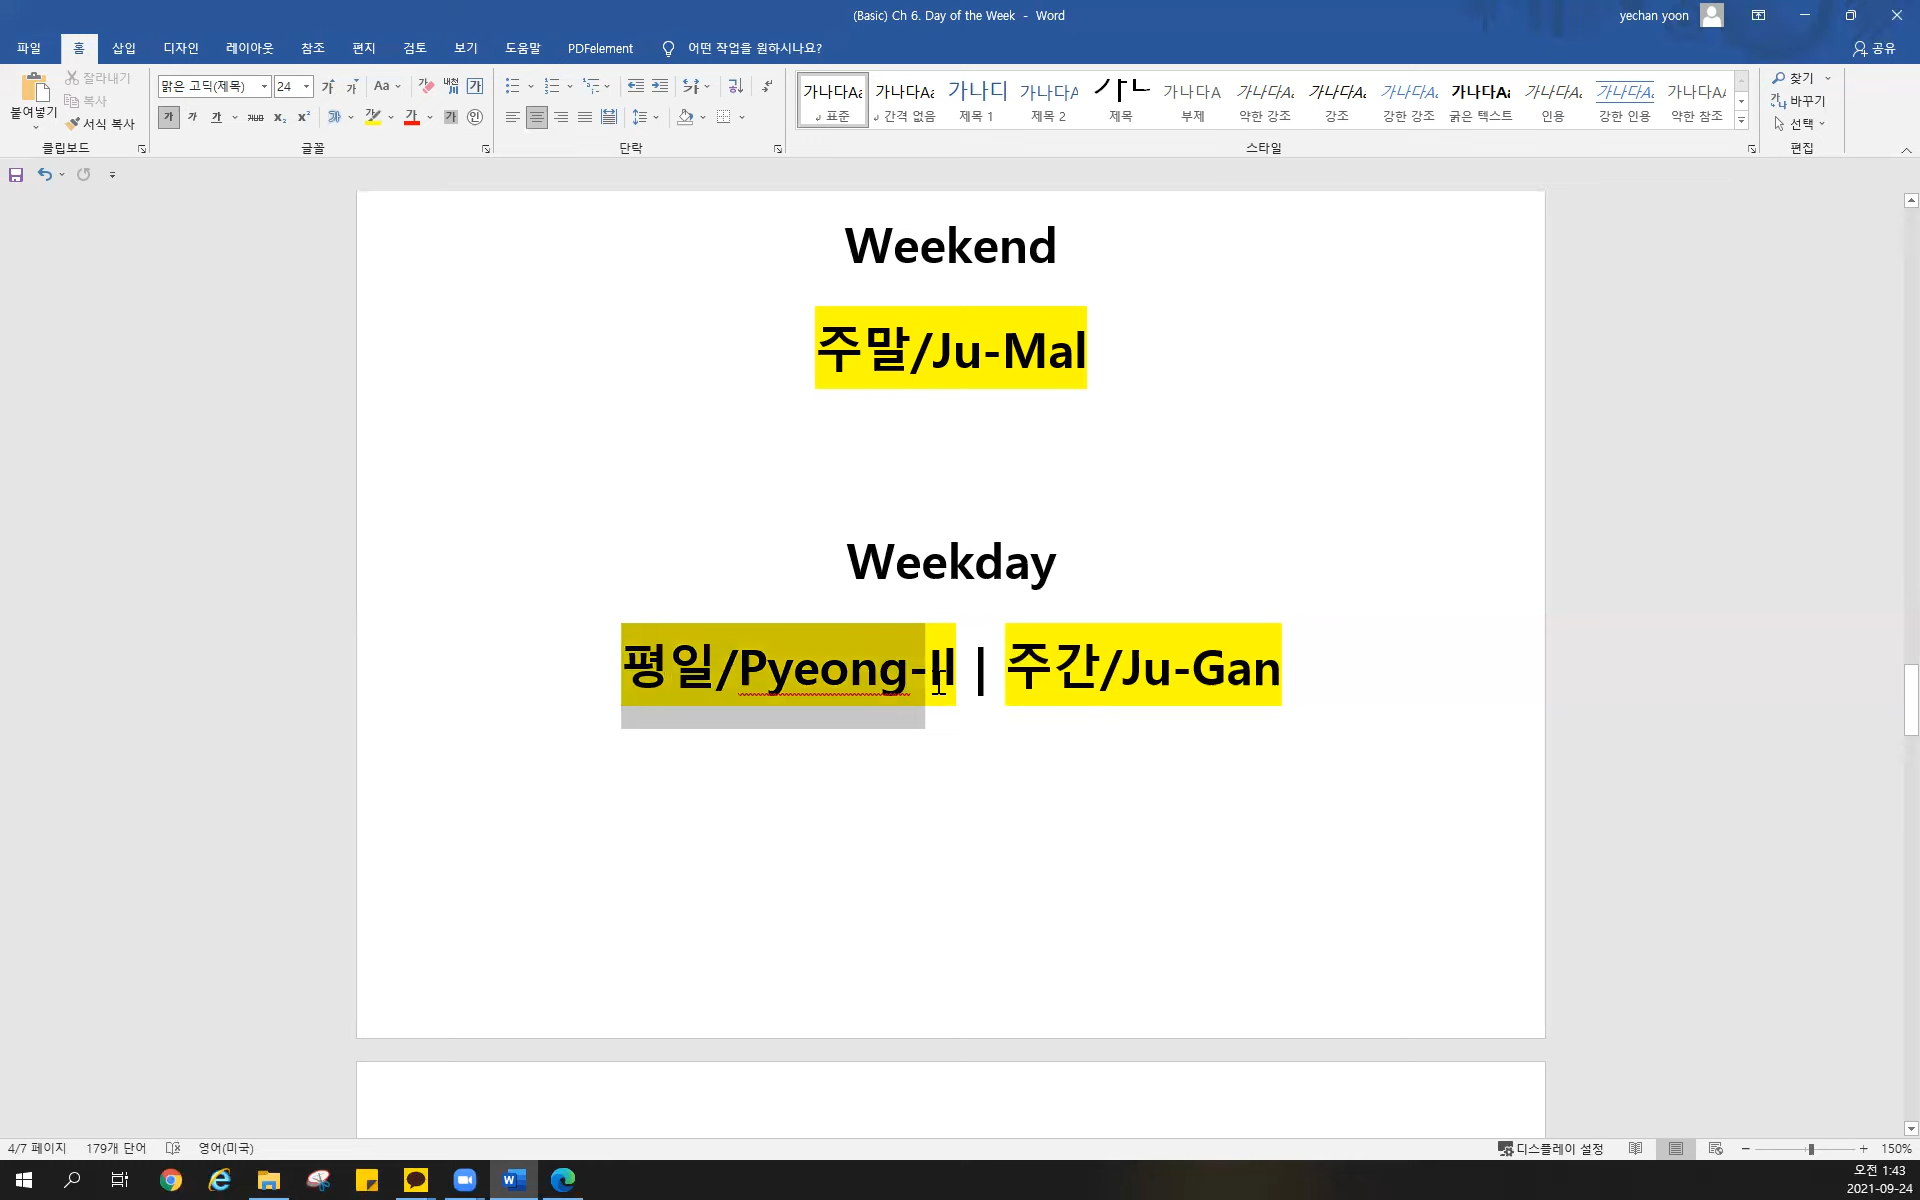 (Basic) Ch 6. Day of the Week - Word
yechan yoon
파일 홈 삽입 디자인 레이아웃 참조 편지 검토 보기 도움말 PDFelement 어떤 작업을 원하시나요? 공유
붙여넣기
잘라내기
복사
서식 복사
클립보드
맑은 고딕(제목) 24
글꼴
단락
가나다Aa 표준
가나다Aa 간격 없음
가나디 제목 1
가나다A 제목 2
제목
가나다A 부제
가나다Aa 약한 강조
가나다Aa 강조
가나다Aa 강한 강조
가나다Aa 굵은 텍스트
가나다Aa 인용
가나다Aa 강한 인용
가나다AA 약한 참조
스타일
찾기
바꾸기
선택
편집
Weekend
주말/Ju-Mal
Weekday
평일/Pyeong-Il | 주간/Ju-Gan
4/7 페이지 179개 단어 영어(미국) 디스플레이 설정 150%
오전 1:43
2021-09-24